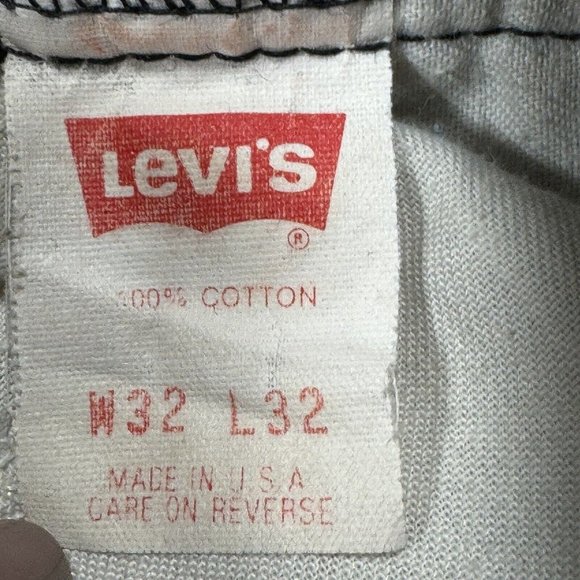 Levi's
®
100% COTTON
W32 L32
MADE IN U.S.A
CARE ON REVERSE